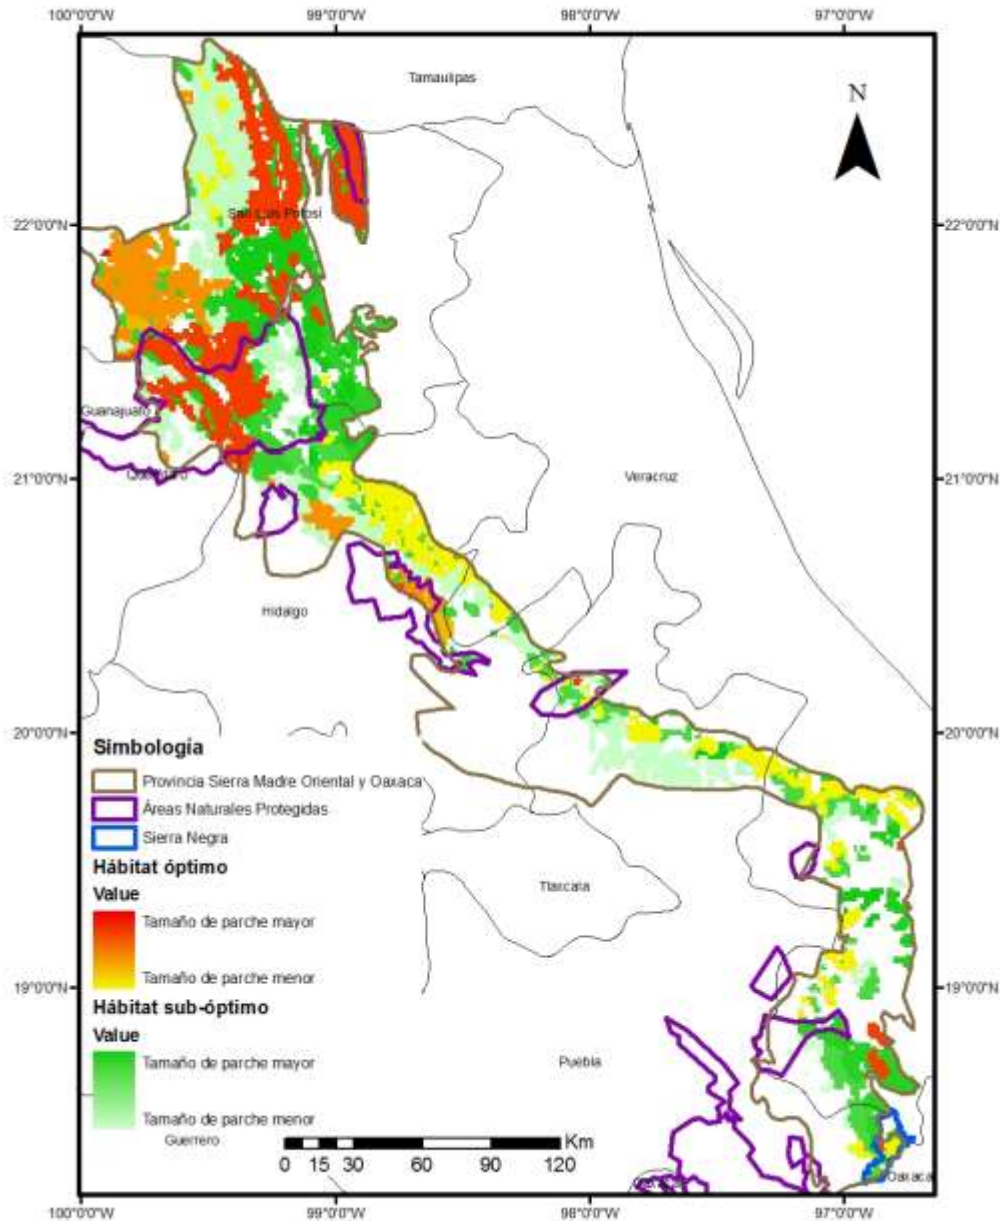 100°0'0"W 99°0'0"W 98°0'0"W 97°0'0"W
Tamaulipas
N
San Luis Potosí
22°0'0"N 22°0'0"N
Guanajuato
21°0'0"N 21°0'0"N
Veracruz
Hidalgo
20°0'0"N 20°0'0"N
Simbología
Provincia Sierra Madre Oriental y Oaxaca
Áreas Naturales Protegidas
Sierra Negra
Hábitat óptimo
Value
Tamaño de parche mayor
Tamaño de parche menor
Tlaxcala
19°0'0"N 19°0'0"N
Hábitat sub-óptimo
Value
Tamaño de parche mayor
Tamaño de parche menor
Puebla
Guerrero
Km
0 15 30 60 90 120
Oaxaca
100°0'0"W 99°0'0"W 98°0'0"W 97°0'0"W